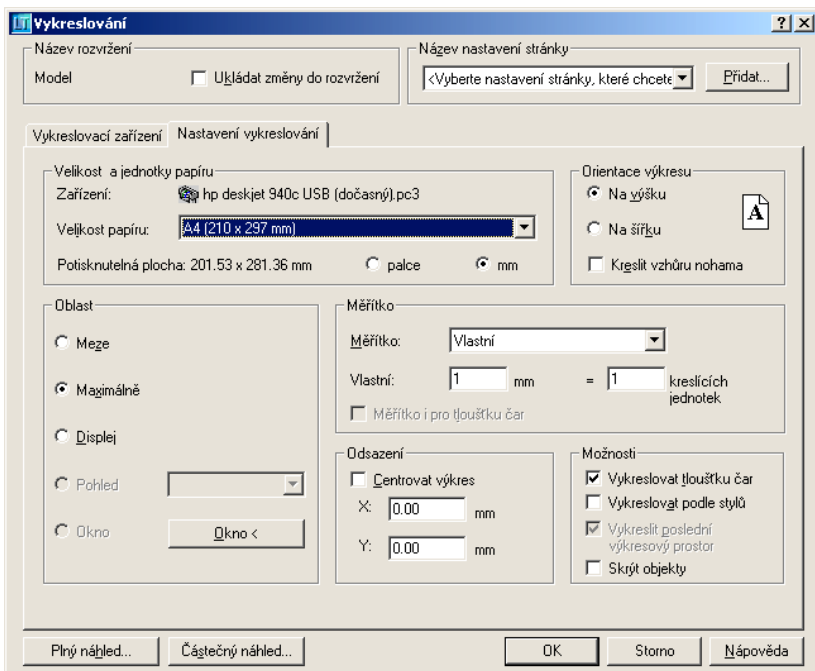 LT Vykreslování
Název rozvržení
Model
Ukládat změny do rozvržení
Název nastavení stránky
<Vyberte nastavení stránky, které chcete
Přidat...
Vykreslovací zařízení
Nastavení vykreslování
Velikost a jednotky papíru
Zařízení:
hp deskjet 940c USB (dočasný).pc3
Velikost papíru:
A4 (210 x 297 mm)
Potisknutelná plocha: 201.53 x 281.36 mm
palce
mm
Orientace výkresu
Na výšku
Na šířku
A
Kreslit vzhůru nohama
Oblast
Meze
Maximálně
Displej
Pohled
Okno
Okno <
Měřítko
Měřítko:
Vlastní
Vlastní:
1
mm
=
1
kreslících
jednotek
Měřítko i pro tloušťku čar
Odsazení
Centrovat výkres
X:
0.00
mm
Y:
0.00
mm
Možnosti
Vykreslovat tloušťku čar
Vykreslovat podle stylů
Vykreslit poslední
výkresový prostor
Skrýt objekty
Plný náhled...
Částečný náhled...
OK
Storno
Nápověda